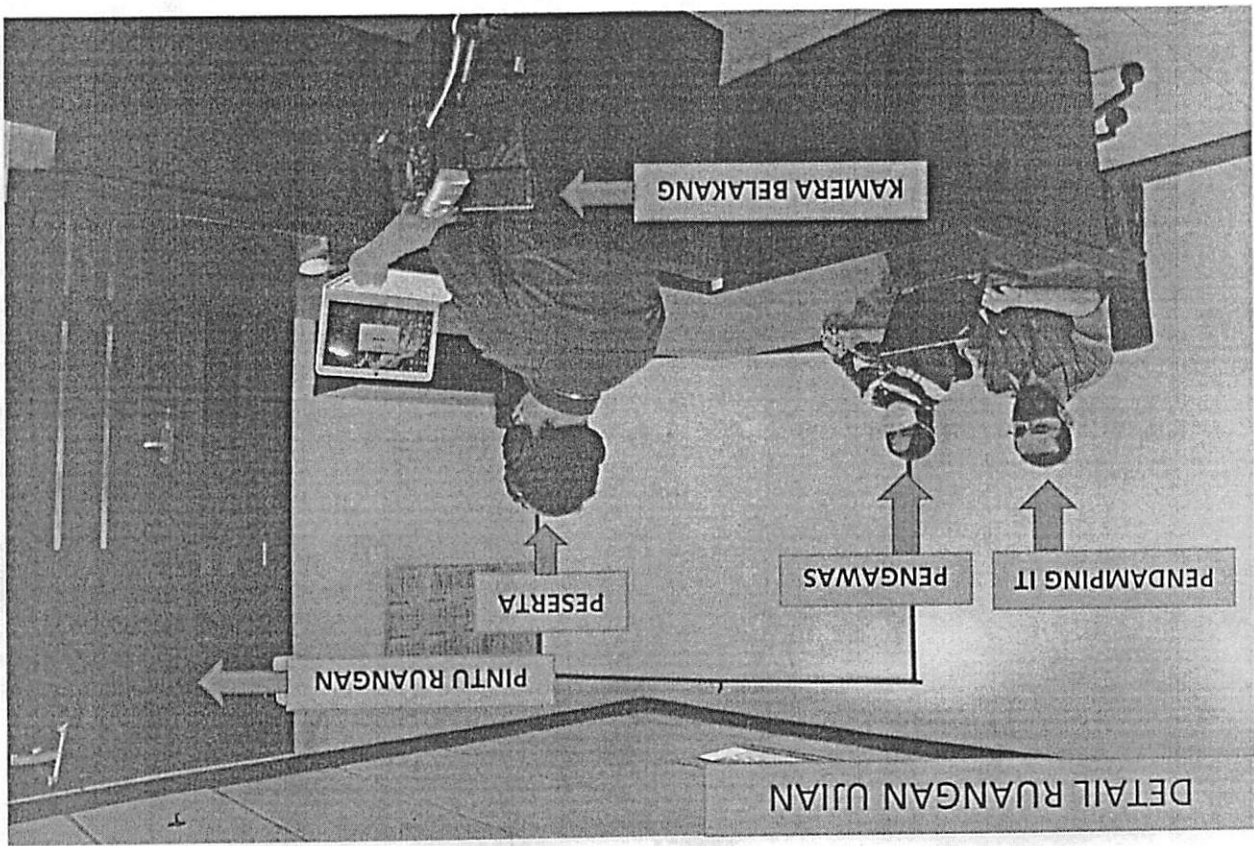 DETAIL RUANGAN UJIAN
PINTU RUANGAN
PENDAMPING IT
PENGAWAS
PESERTA
KAMERA BELAKANG